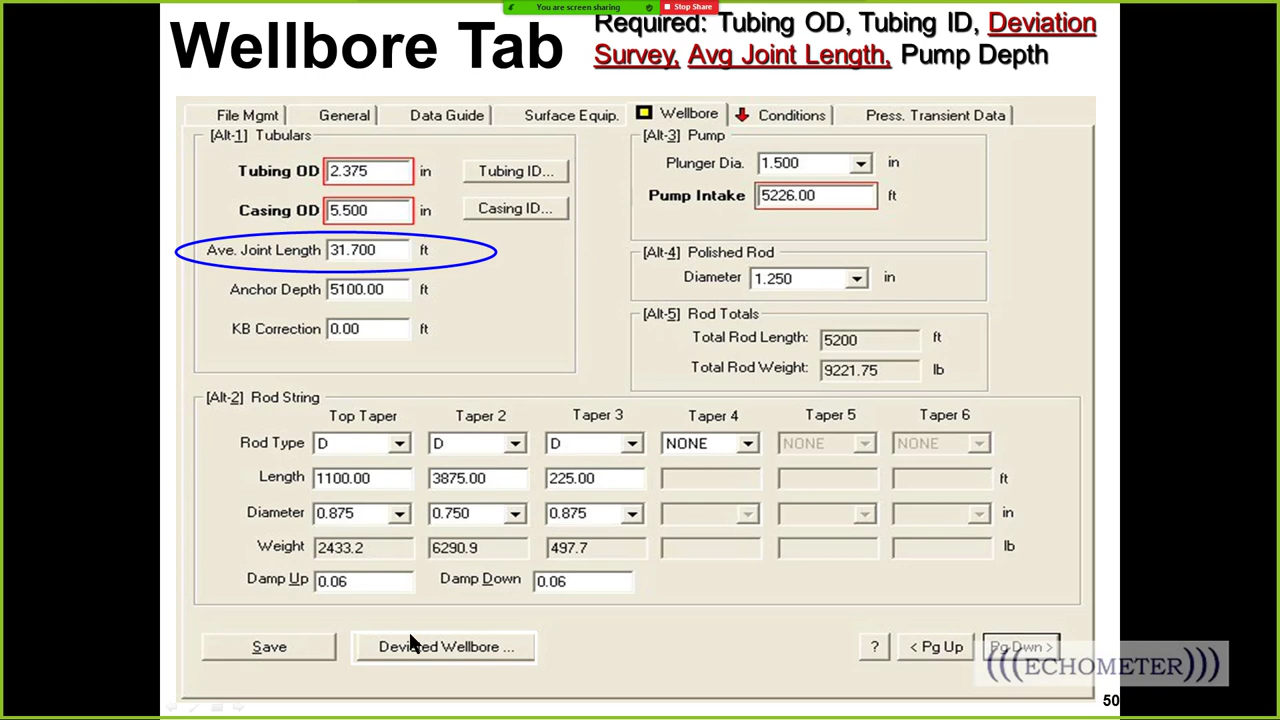 You are screen sharing
Stop Share
Wellbore Tab
Required: Tubing OD, Tubing ID, Deviation
Survey, Avg Joint Length, Pump Depth
File Mgmt General Data Guide Surface Equip. Wellbore Conditions Press. Transient Data
[Alt-1] Tubulars
Tubing OD 2.375 in Tubing ID...
Casing OD 5.500 in Casing ID...
Ave. Joint Length 31.700 ft
Anchor Depth 5100.00 ft
KB Correction 0.00 ft
[Alt-3] Pump
Plunger Dia. 1.500 in
Pump Intake 5226.00 ft
[Alt-4] Polished Rod
Diameter 1.250 in
[Alt-5] Rod Totals
Total Rod Length: 5200 ft
Total Rod Weight: 9221.75 lb
[Alt-2] Rod String
Top Taper Taper 2 Taper 3 Taper 4 Taper 5 Taper 6
Rod Type D D D NONE NONE NONE
Length 1100.00 3875.00 225.00 ft
Diameter 0.875 0.750 0.875 in
Weight 2433.2 6290.9 497.7 lb
Damp Up 0.06 Damp Down 0.06
Save Deviated Wellbore ... ? < Pg Up Pg Dwn >
(((ECHOMETER)))
50